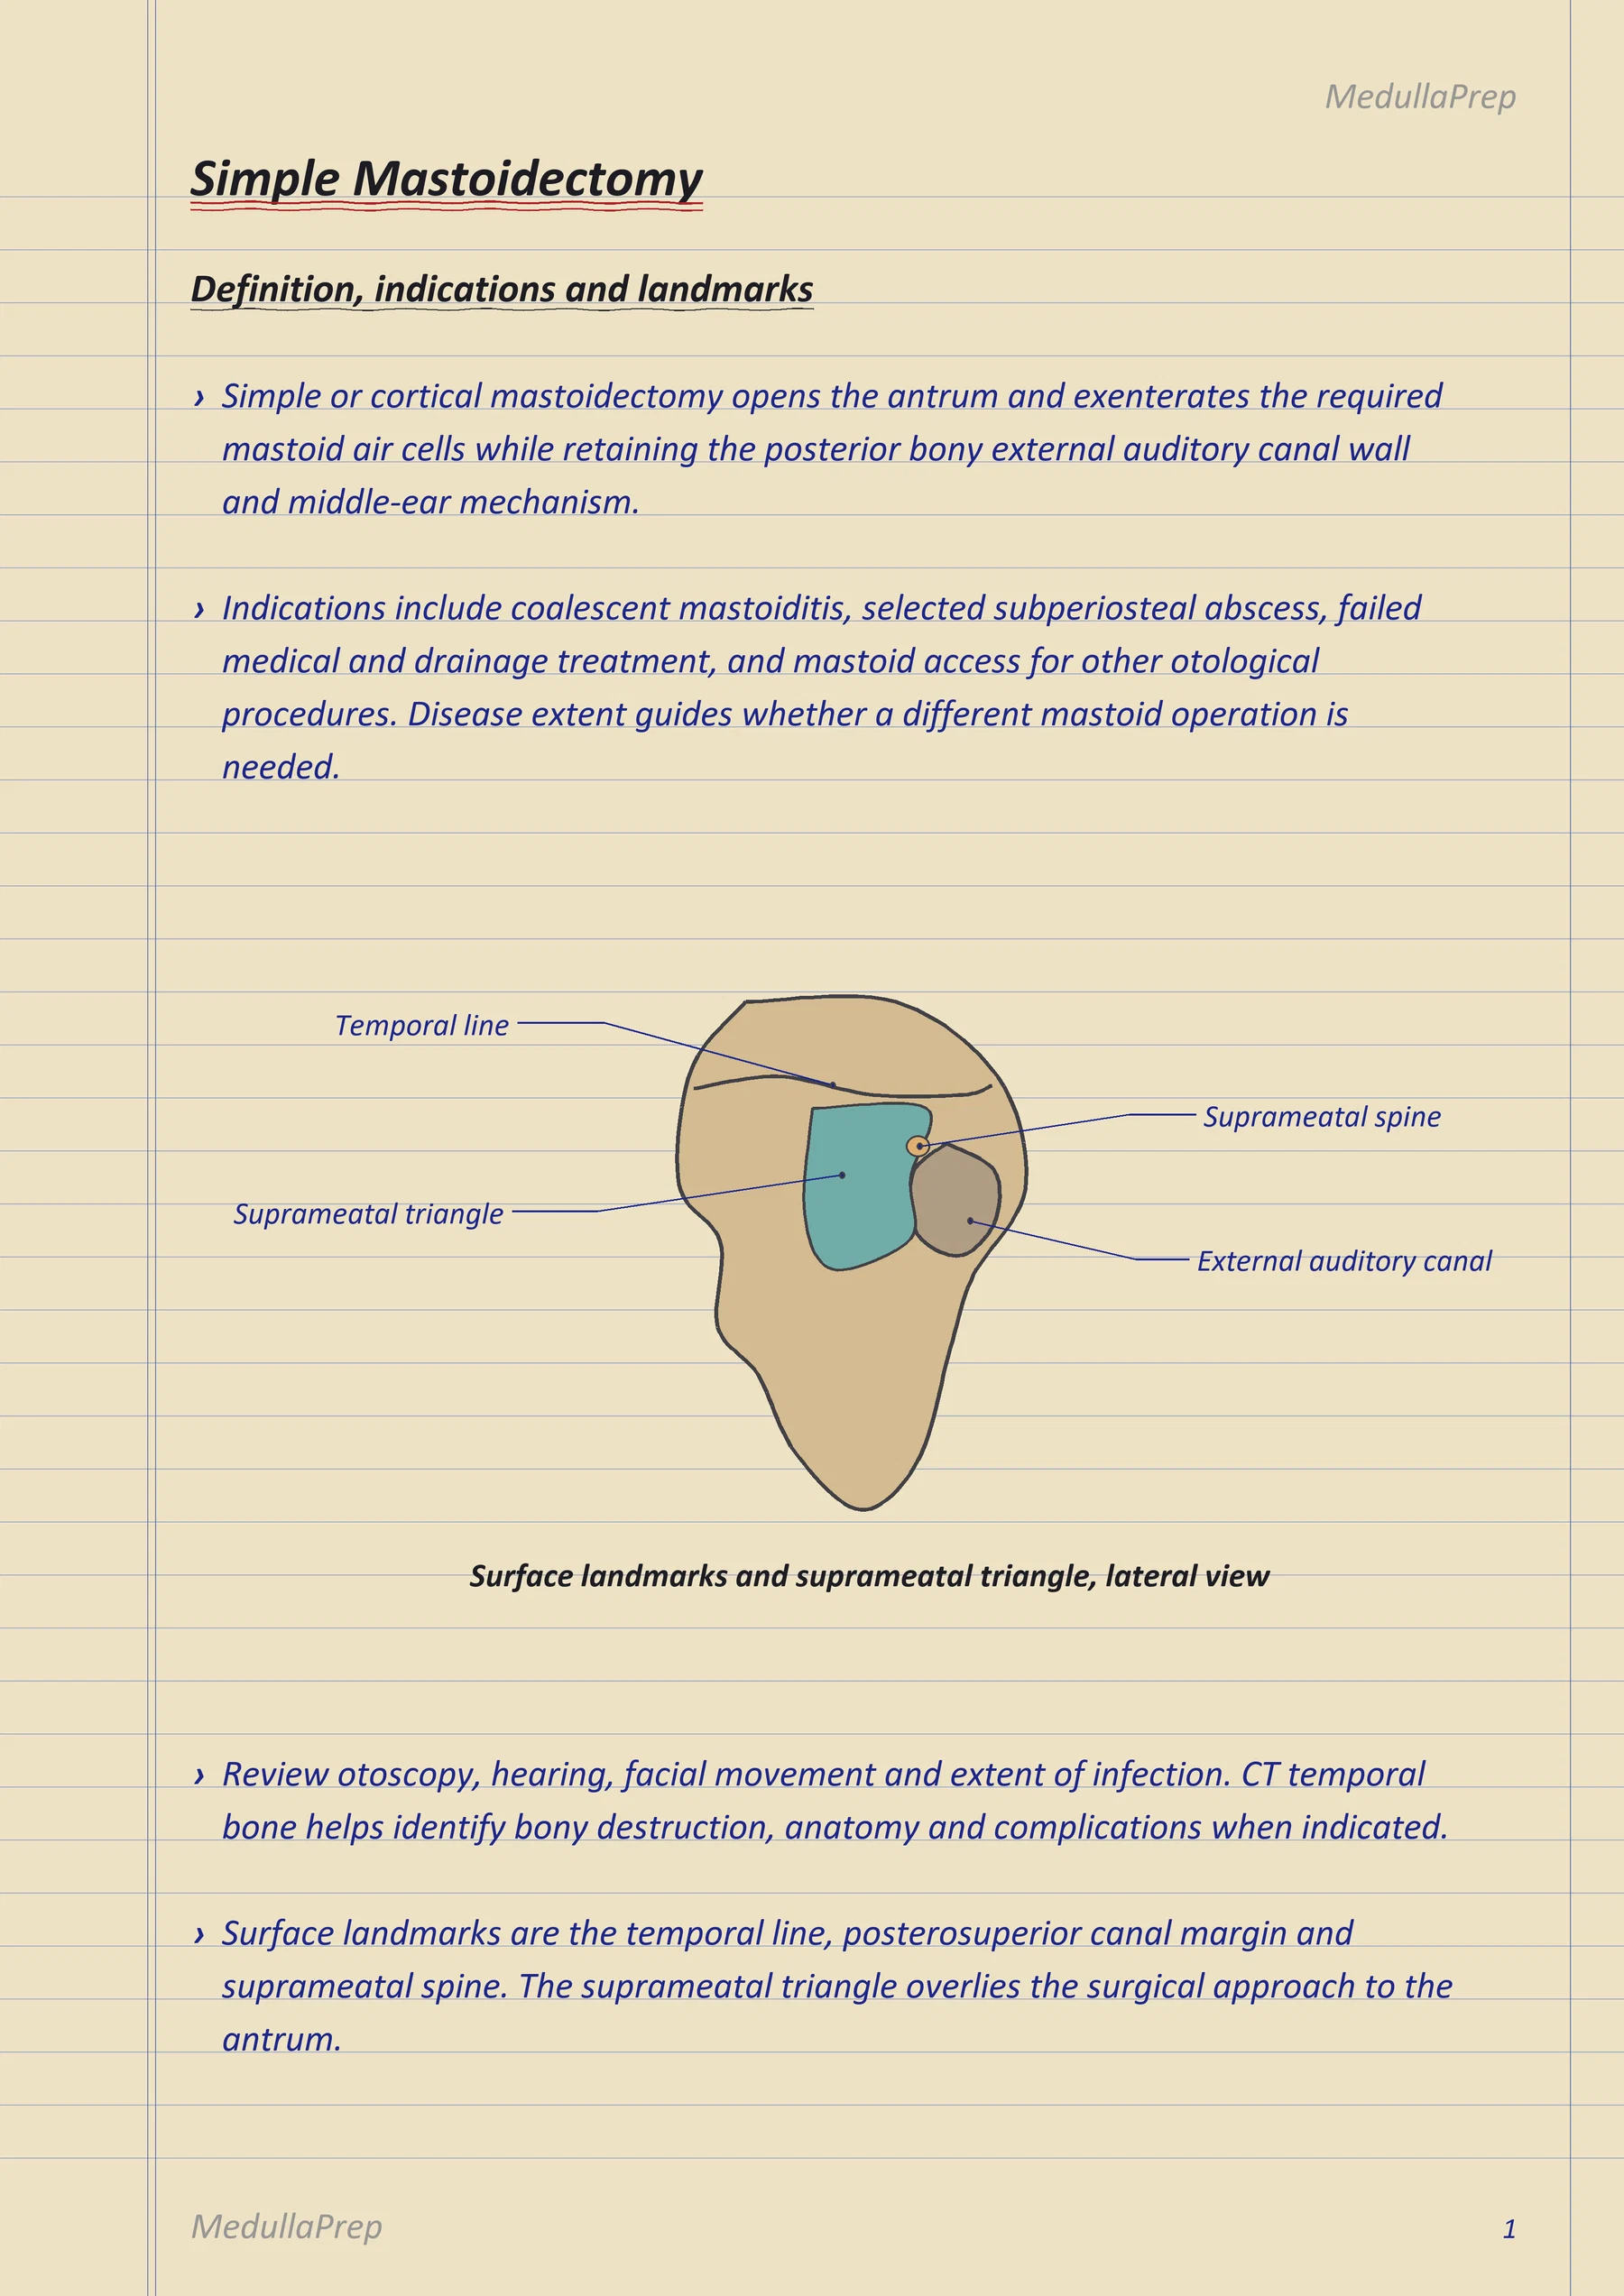 MedullaPrep
Simple Mastoidectomy
Definition, indications and landmarks
› Simple or cortical mastoidectomy opens the antrum and exenterates the required
mastoid air cells while retaining the posterior bony external auditory canal wall
and middle-ear mechanism.
› Indications include coalescent mastoiditis, selected subperiosteal abscess, failed
medical and drainage treatment, and mastoid access for other otological
procedures. Disease extent guides whether a different mastoid operation is
needed.
Temporal line
Suprameatal spine
Suprameatal triangle
External auditory canal
Surface landmarks and suprameatal triangle, lateral view
› Review otoscopy, hearing, facial movement and extent of infection. CT temporal
bone helps identify bony destruction, anatomy and complications when indicated.
› Surface landmarks are the temporal line, posterosuperior canal margin and
suprameatal spine. The suprameatal triangle overlies the surgical approach to the
antrum.
MedullaPrep
1